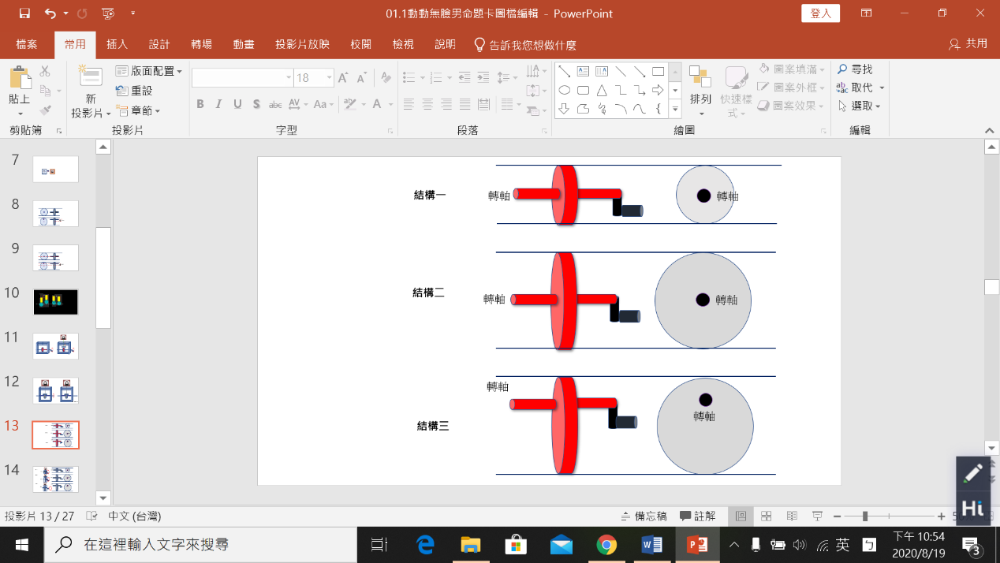 01.1動動無臉男命題卡圖檔編輯 - PowerPoint
登入
檔案 常用 插入 設計 轉場 動畫 投影片放映 校閱 檢視 說明 告訴我您想做什麼 共用
貼上
新
投影片
版面配置
重設
章節
18
B I U S abc AV Aa A
排列
快速樣
式
圖案填滿
圖案外框
圖案效果
尋找
取代
選取
剪貼簿 投影片 字型 段落 繪圖 編輯
7
8
9
10
11
12
13
14
結構一 轉軸 轉軸
結構二 轉軸 轉軸
結構三 轉軸 轉軸
Hi
投影片 13 / 27 中文 (台灣) 備忘稿 註解
在這裡輸入文字來搜尋
英
下午 10:54
2020/8/19
3